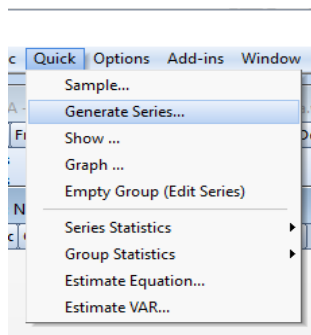 c Quick Options Add-ins Window
Sample...
Generate Series...
Show ...
Graph ...
Empty Group (Edit Series)
Series Statistics
Group Statistics
Estimate Equation...
Estimate VAR...